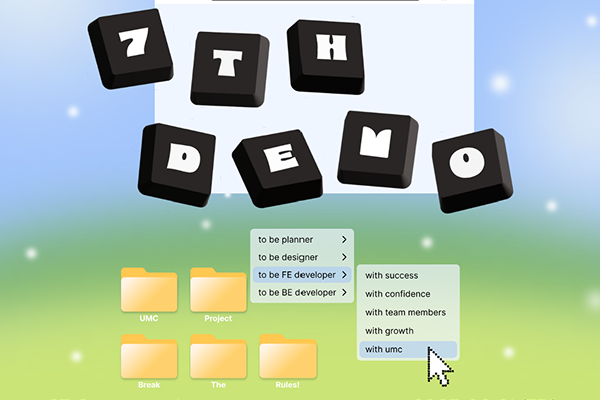 7TH
DEMO
to be planner
to be designer
to be FE developer
to be BE developer
with success
with confidence
with team members
with growth
with umc
UMC
Project
Break
The
Rules!